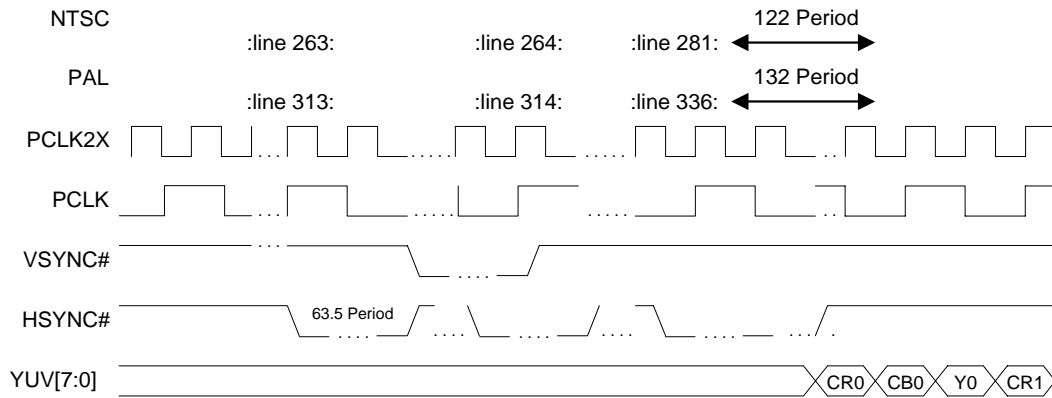 NTSC
122 Period
:line 263: :line 264: :line 281:
PAL
132 Period
:line 313: :line 314: :line 336:
PCLK2X
PCLK
VSYNC#
HSYNC# 63.5 Period
YUV[7:0] CR0 CB0 Y0 CR1